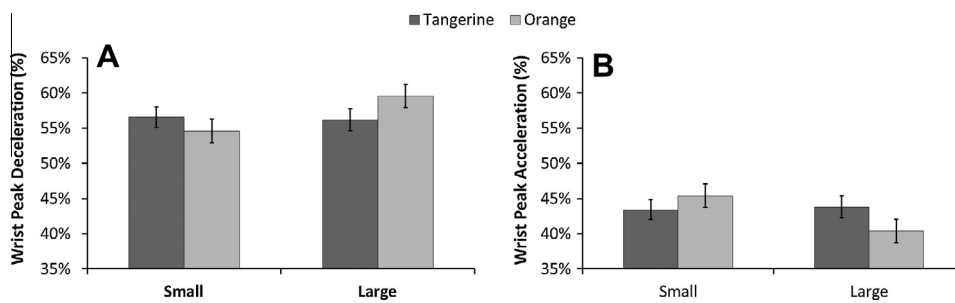 Tangerine Orange
A
Wrist Peak Deceleration (%)
65%
60%
55%
50%
45%
40%
35%
Small Large
B
Wrist Peak Acceleration (%)
65%
60%
55%
50%
45%
40%
35%
Small Large